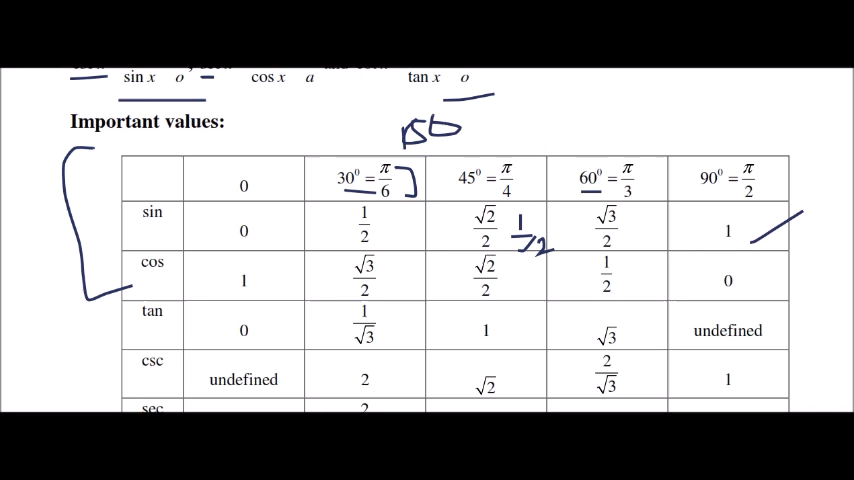 sin x o , cos x a tan x o
Important values:
0 30⁰ = π/6 45⁰ = π/4 60⁰ = π/3 90⁰ = π/2
sin 0 1/2 √2/2 1/√2 √3/2 1
cos 1 √3/2 √2/2 1/2 0
tan 0 1/√3 1 √3 undefined
csc undefined 2 √2 2/√3 1
sec 2